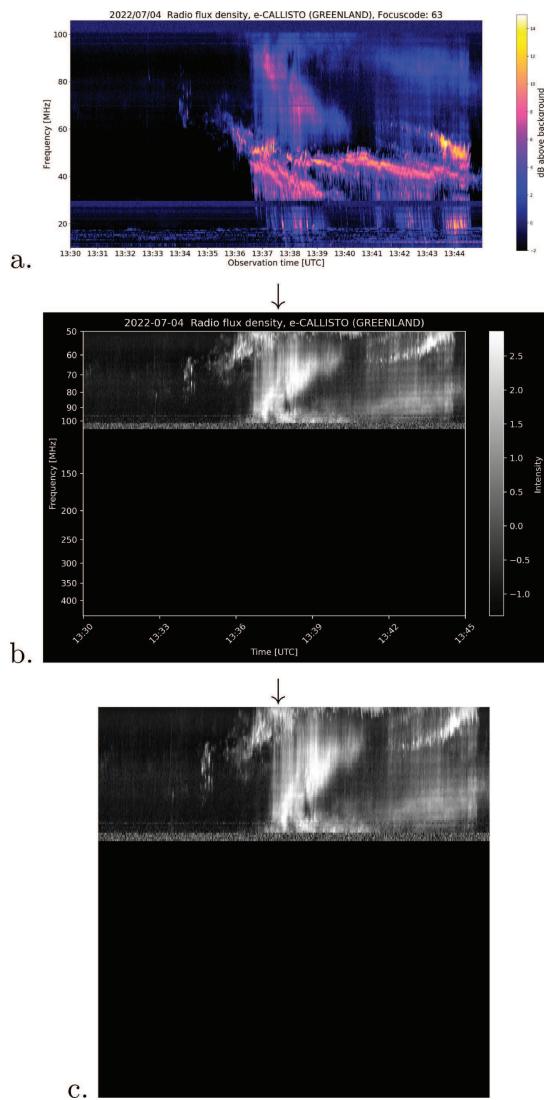 2022/07/04 Radio flux density, e-CALLISTO (GREENLAND), Focuscode: 63
100
80
60
40
20
Frequency [MHz]
13:30 13:31 13:32 13:33 13:34 13:35 13:36 13:37 13:38 13:39 13:40 13:41 13:42 13:43 13:44
Observation time [UTC]
14
12
10
8
6
4
2
0
−2
dB above background
a.
2022-07-04 Radio flux density, e-CALLISTO (GREENLAND)
50
60
70
80
90
100
150
200
250
300
350
400
Frequency [MHz]
13:30 13:33 13:36 13:39 13:42 13:45
Time [UTC]
2.5
2.0
1.5
1.0
0.5
0.0
−0.5
−1.0
Intensity
b.
c.